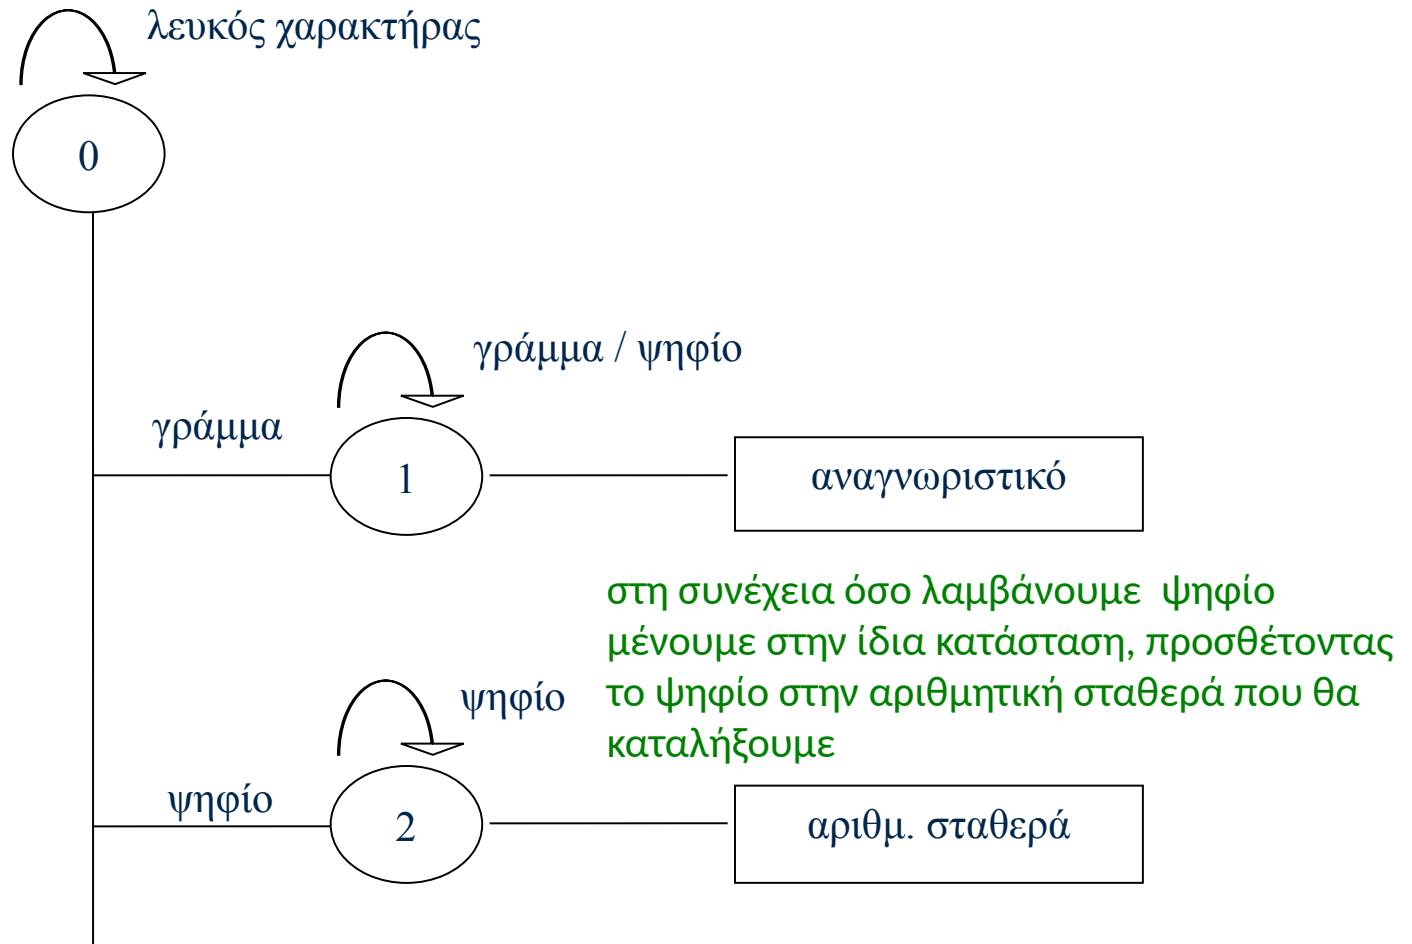 λευκός χαρακτήρας
0
γράμμα / ψηφίο
γράμμα
1
αναγνωριστικό
στη συνέχεια όσο λαμβάνουμε ψηφίο
μένουμε στην ίδια κατάσταση, προσθέτοντας
το ψηφίο στην αριθμητική σταθερά που θα
καταλήξουμε
ψηφίο
ψηφίο
2
αριθμ. σταθερά